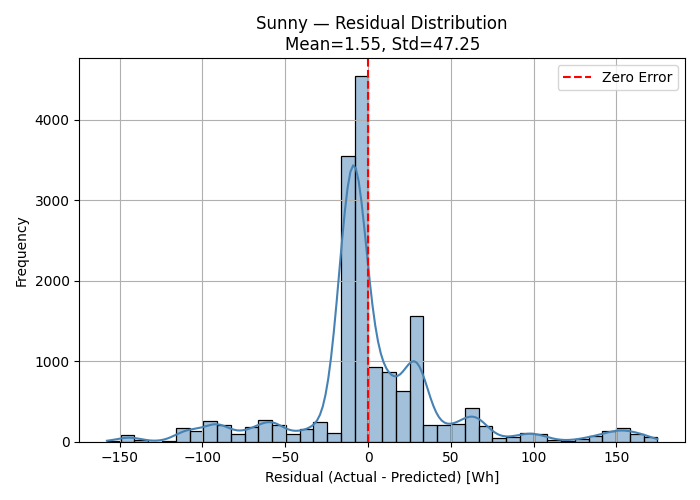 Sunny — Residual Distribution
Mean=1.55, Std=47.25
Zero Error
Frequency
4000
3000
2000
1000
0
−150 −100 −50 0 50 100 150
Residual (Actual - Predicted) [Wh]